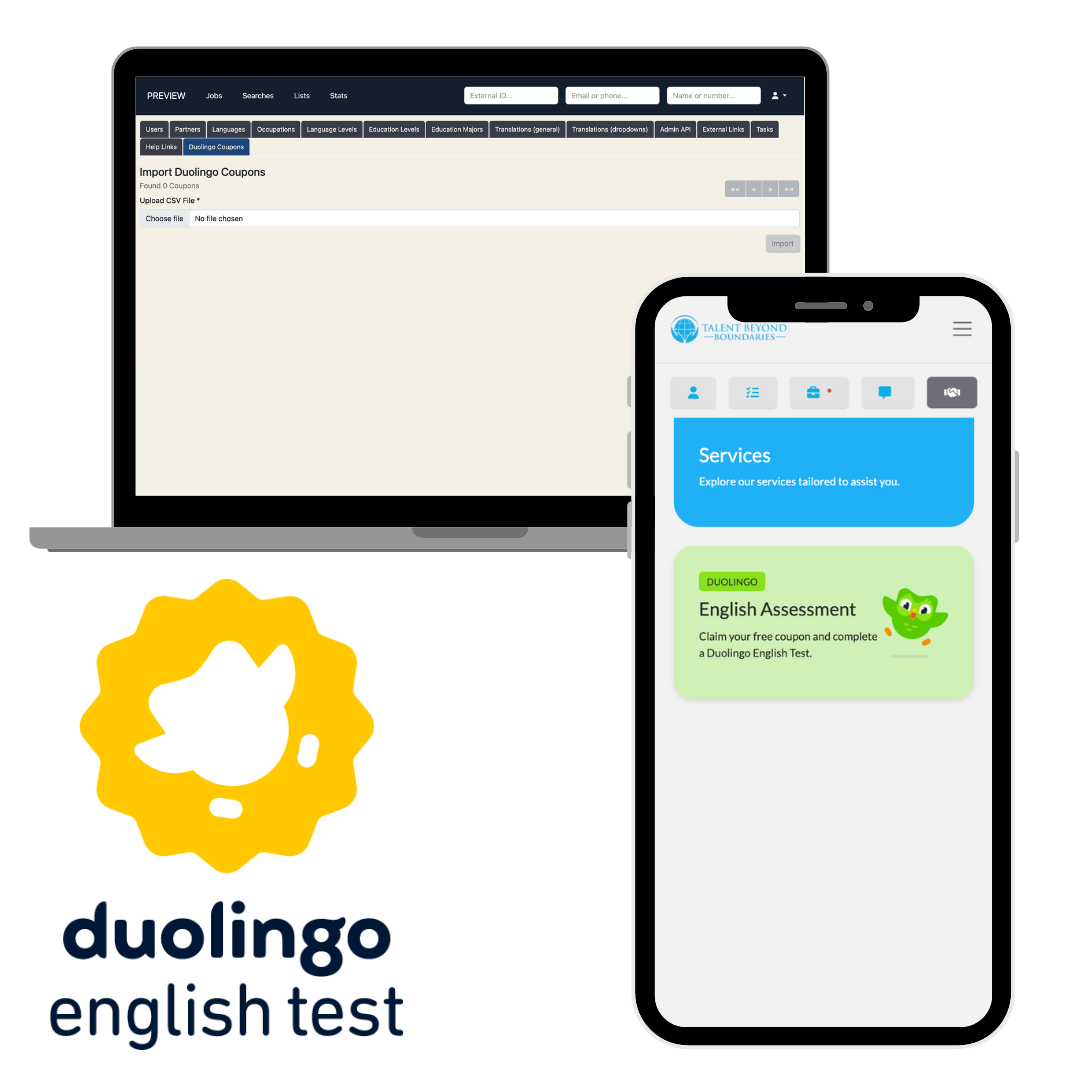 PREVIEW Jobs Searches Lists Stats External ID... Email or phone... Name or number...
Users Partners Languages Occupations Language Levels Education Levels Education Majors Translations (general) Translations (dropdowns) Admin API External Links Tasks
Help Links Duolingo Coupons
Import Duolingo Coupons
Found 0 Coupons
«« « » »»
Upload CSV File *
Choose file No file chosen
Import
TALENT BEYOND
—BOUNDARIES—
Services
Explore our services tailored to assist you.
DUOLINGO
English Assessment
Claim your free coupon and complete
a Duolingo English Test.
duolingo
english test